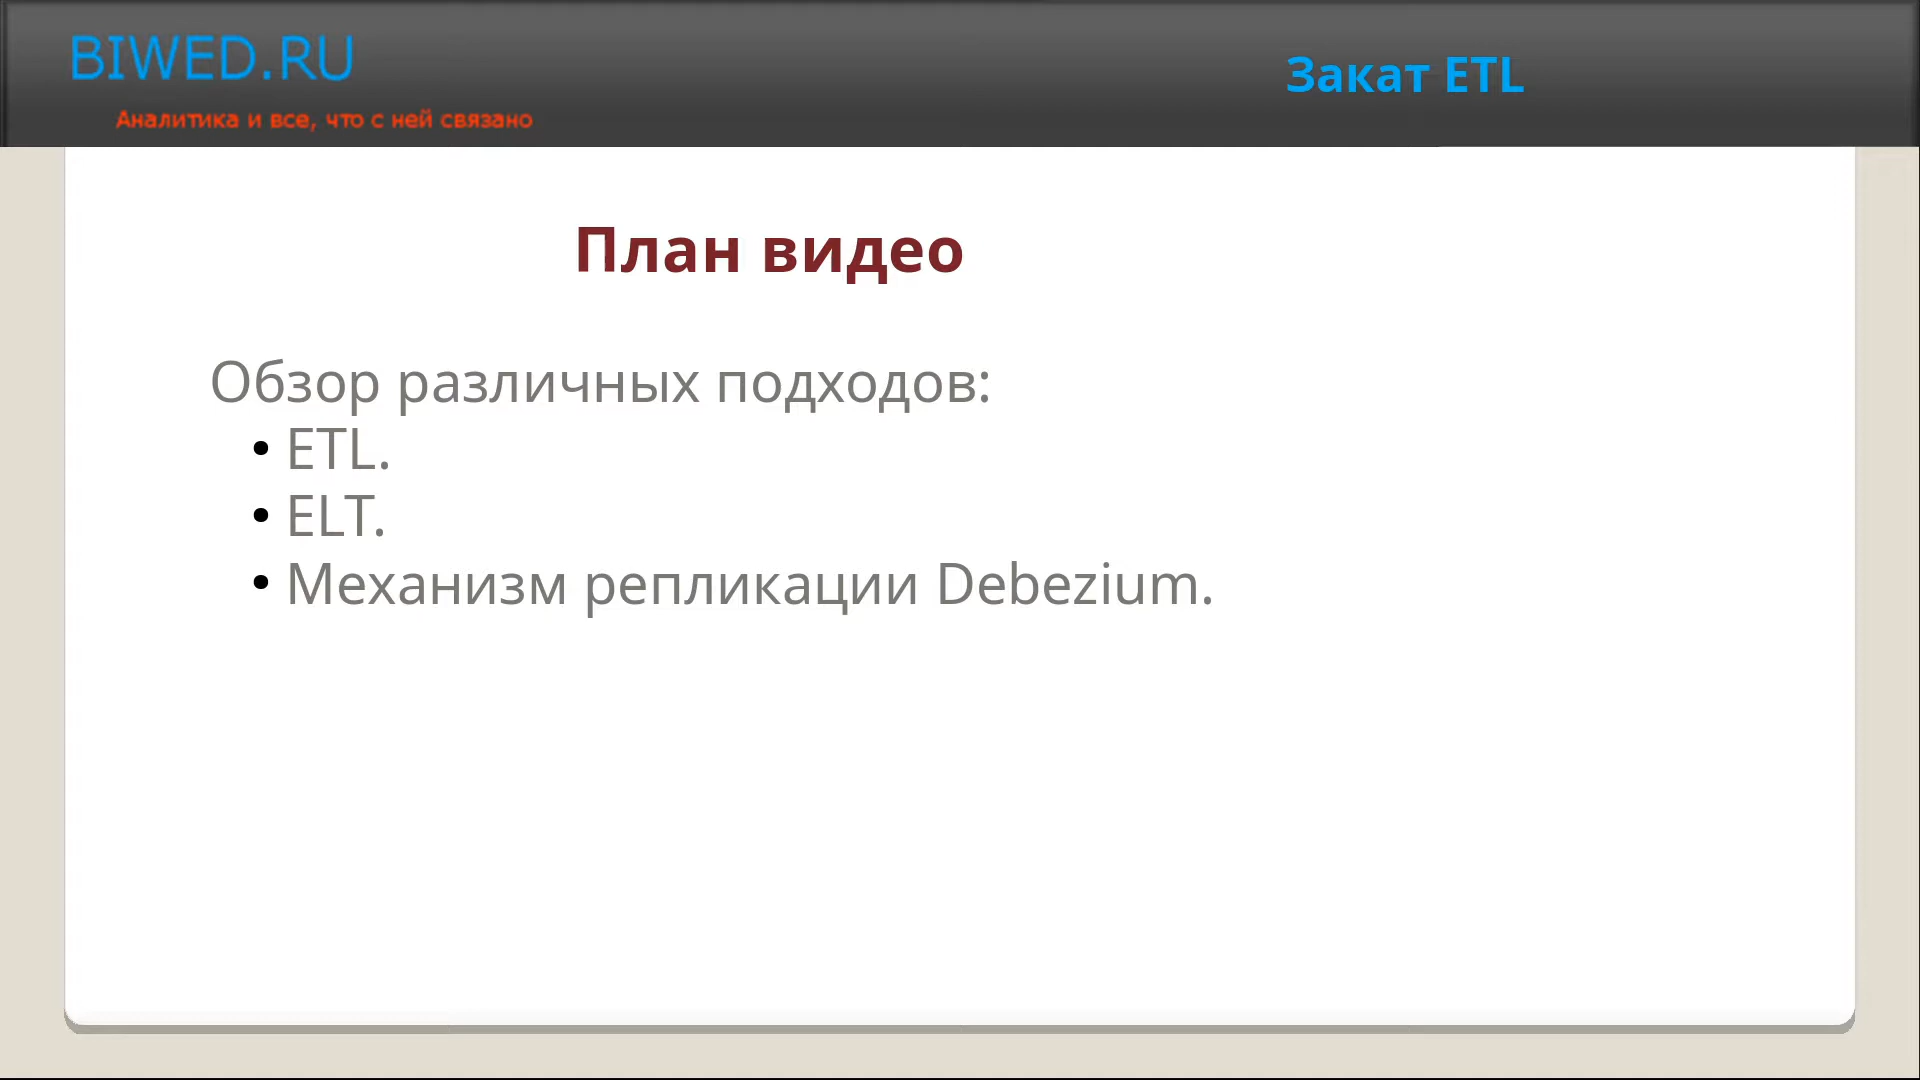 BIWED.RU
Аналитика и все, что с ней связано
Закат ETL
План видео
Обзор различных подходов:
• ETL.
• ELT.
• Механизм репликации Debezium.